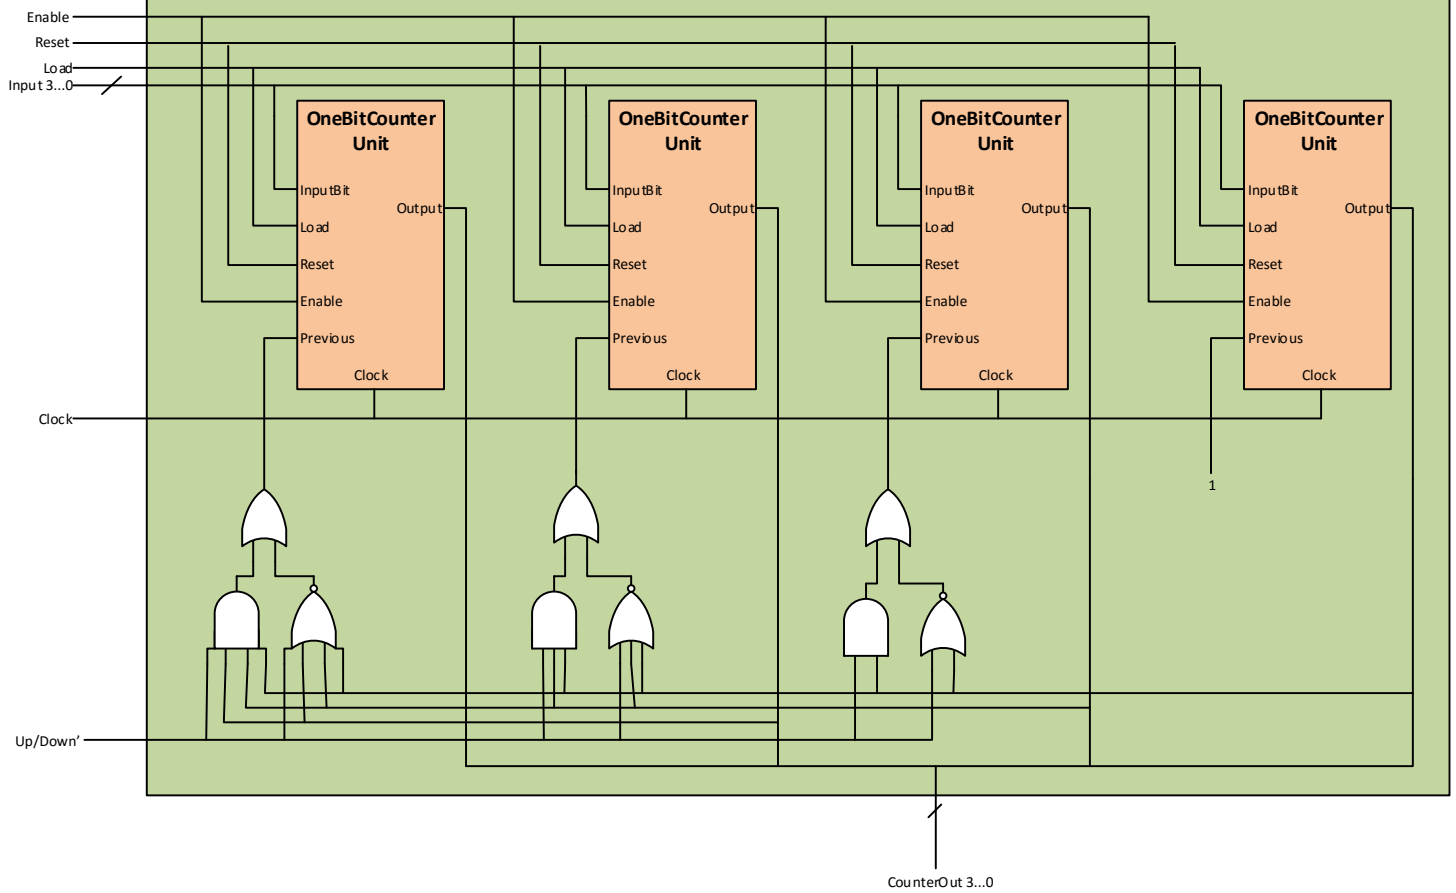 Enable
Reset
Load
Input 3...0
OneBitCounter
Unit
InputBit
Output
Load
Reset
Enable
Previous
Clock
OneBitCounter
Unit
InputBit
Output
Load
Reset
Enable
Previous
Clock
OneBitCounter
Unit
InputBit
Output
Load
Reset
Enable
Previous
Clock
OneBitCounter
Unit
InputBit
Output
Load
Reset
Enable
Previous
Clock
Clock
1
Up/Down’
CounterOut 3...0